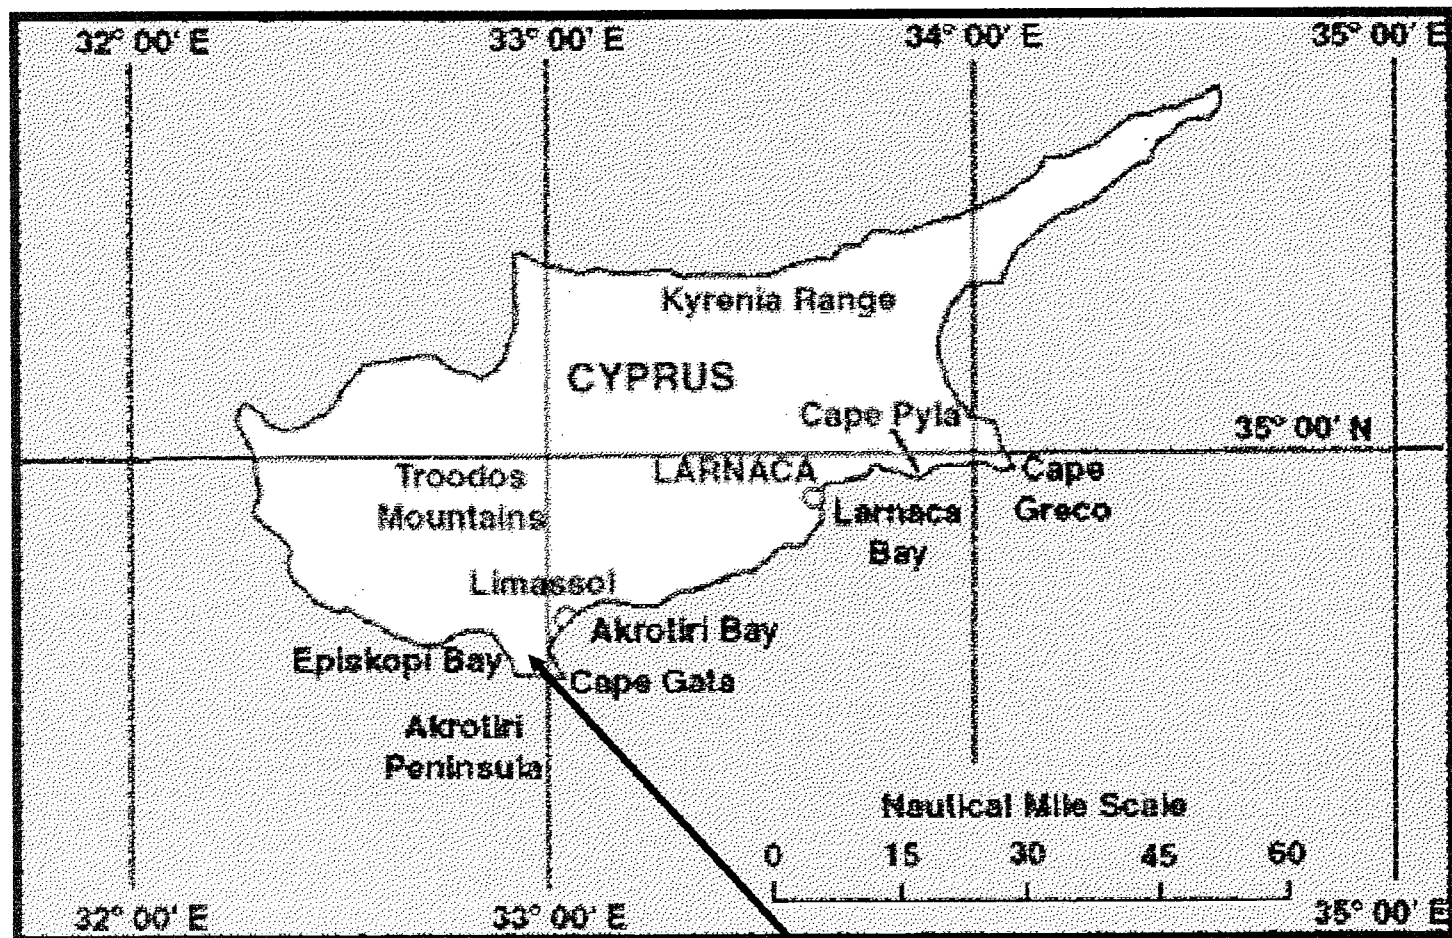 32° 00' E
33° 00' E
34° 00' E
35° 00' E
Kyrenia Range
CYPRUS
Cape Pyla
35° 00' N
Troodos
Mountains
LARNACA
Cape
Greco
Larnaca
Bay
Limassol
Akrotiri Bay
Episkopi Bay
Cape Gata
Akrotiri
Peninsula
Nautical Mile Scale
0 15 30 45 60
32° 00' E
33° 00' E
35° 00' E